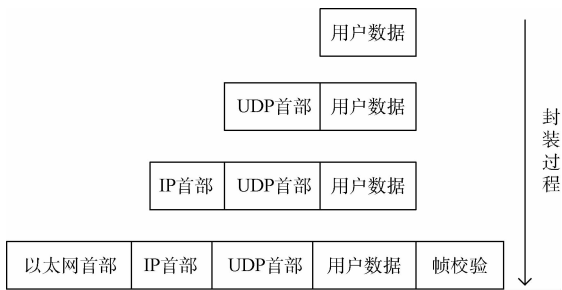 用户数据
UDP首部 用户数据
IP首部 UDP首部 用户数据
以太网首部 IP首部 UDP首部 用户数据 帧校验
封装过程